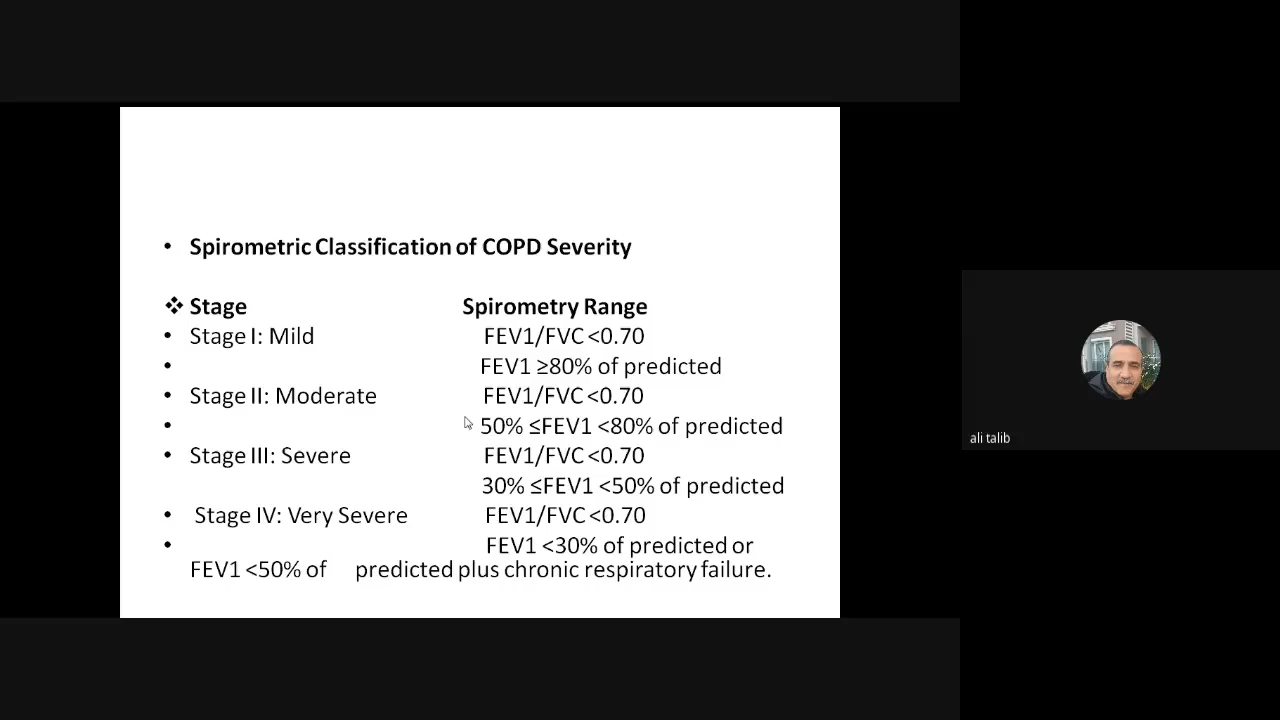 • Spirometric Classification of COPD Severity
❖ Stage Spirometry Range
• Stage I: Mild FEV1/FVC <0.70
• FEV1 ≥80% of predicted
• Stage II: Moderate FEV1/FVC <0.70
• 50% ≤FEV1 <80% of predicted
• Stage III: Severe FEV1/FVC <0.70
30% ≤FEV1 <50% of predicted
• Stage IV: Very Severe FEV1/FVC <0.70
• FEV1 <30% of predicted or
FEV1 <50% of predicted plus chronic respiratory failure.
ali talib